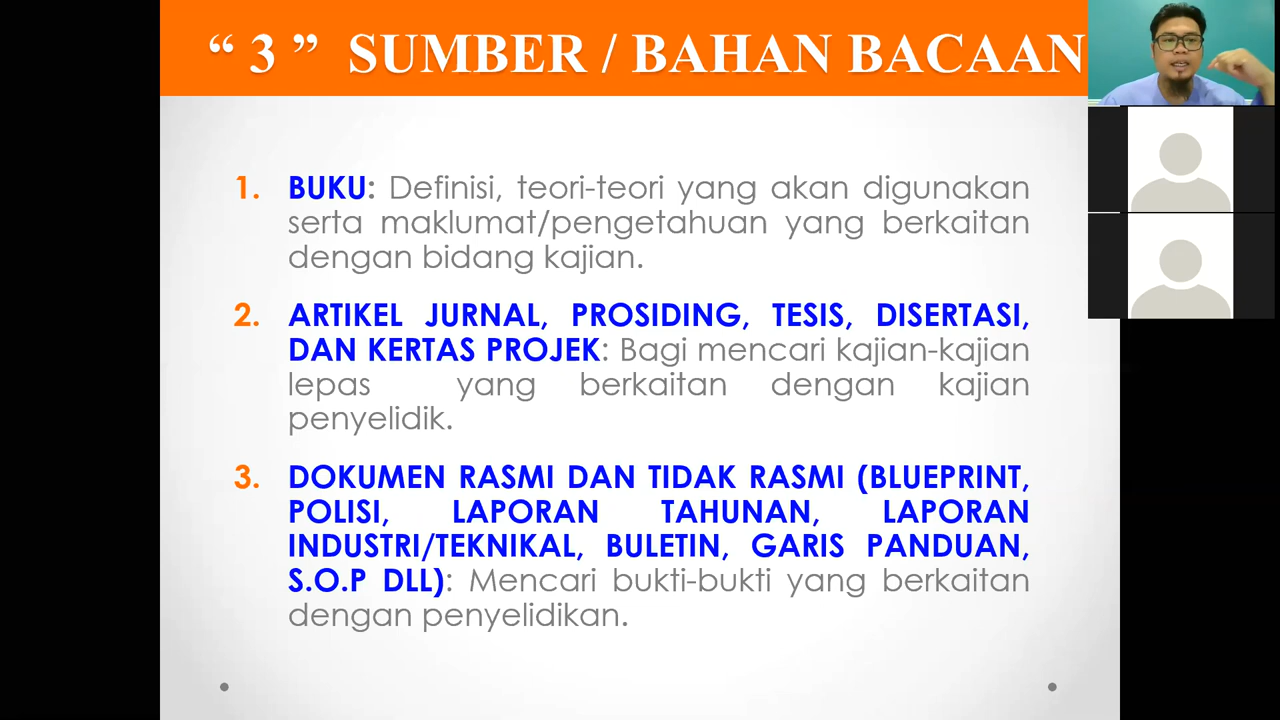 “ 3 ” SUMBER / BAHAN BACAAN
1. BUKU: Definisi, teori-teori yang akan digunakan
serta maklumat/pengetahuan yang berkaitan
dengan bidang kajian.
2. ARTIKEL JURNAL, PROSIDING, TESIS, DISERTASI,
DAN KERTAS PROJEK: Bagi mencari kajian-kajian
lepas yang berkaitan dengan kajian
penyelidik.
3. DOKUMEN RASMI DAN TIDAK RASMI (BLUEPRINT,
POLISI, LAPORAN TAHUNAN, LAPORAN
INDUSTRI/TEKNIKAL, BULETIN, GARIS PANDUAN,
S.O.P DLL): Mencari bukti-bukti yang berkaitan
dengan penyelidikan.